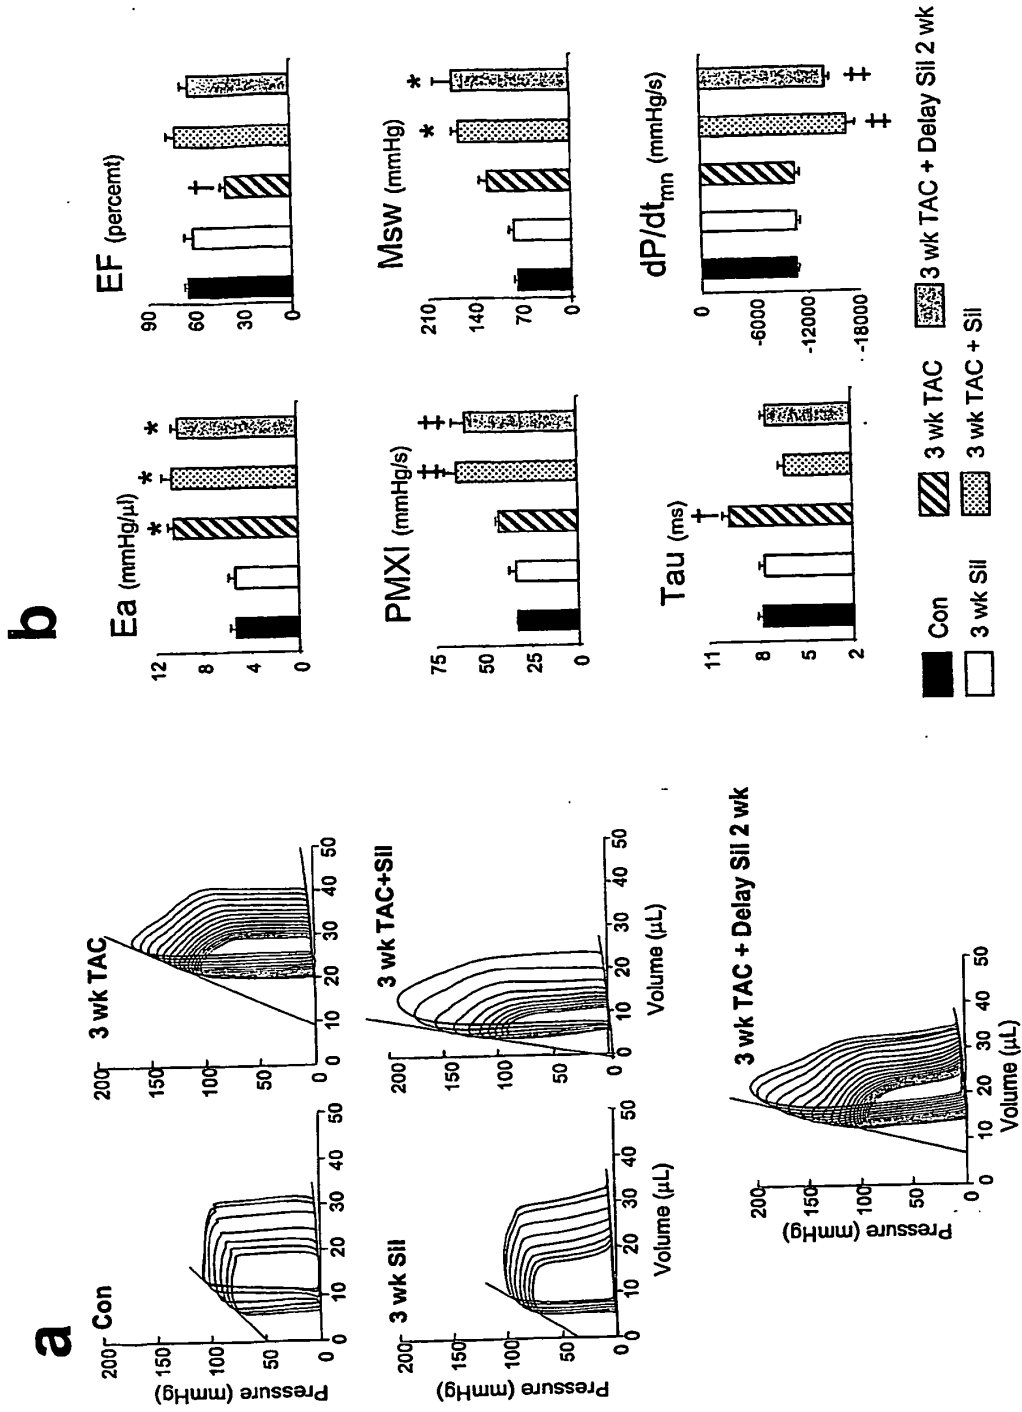 a
Con
200
150
100
50
0
Pressure (mmHg)
0 10 20 30 40 50
3 wk TAC
200
150
100
50
0
0 10 20 30 40 50
3 wk Sil
200
150
100
50
0
Pressure (mmHg)
0 10 20 30 40 50
Volume (µL)
3 wk TAC+Sil
200
150
100
50
0
0 10 20 30 40 50
Volume (µL)
3 wk TAC + Delay Sil 2 wk
200
150
100
50
0
Pressure (mmHg)
0 10 20 30 40 50
Volume (µL)
b
Ea (mmHg/µl)
12
8
4
0
* * *
EF (percemt)
90
60
30
0
†
PMXI (mmHg/s)
75
50
25
0
‡ ‡
Msw (mmHg)
210
140
70
0
* *
Tau (ms)
11
8
5
2
†
dP/dtmn (mmHg/s)
0
-6000
-12000
-18000
‡ ‡
Con
3 wk TAC
3 wk TAC + Delay Sil 2 wk
3 wk Sil
3 wk TAC + Sil